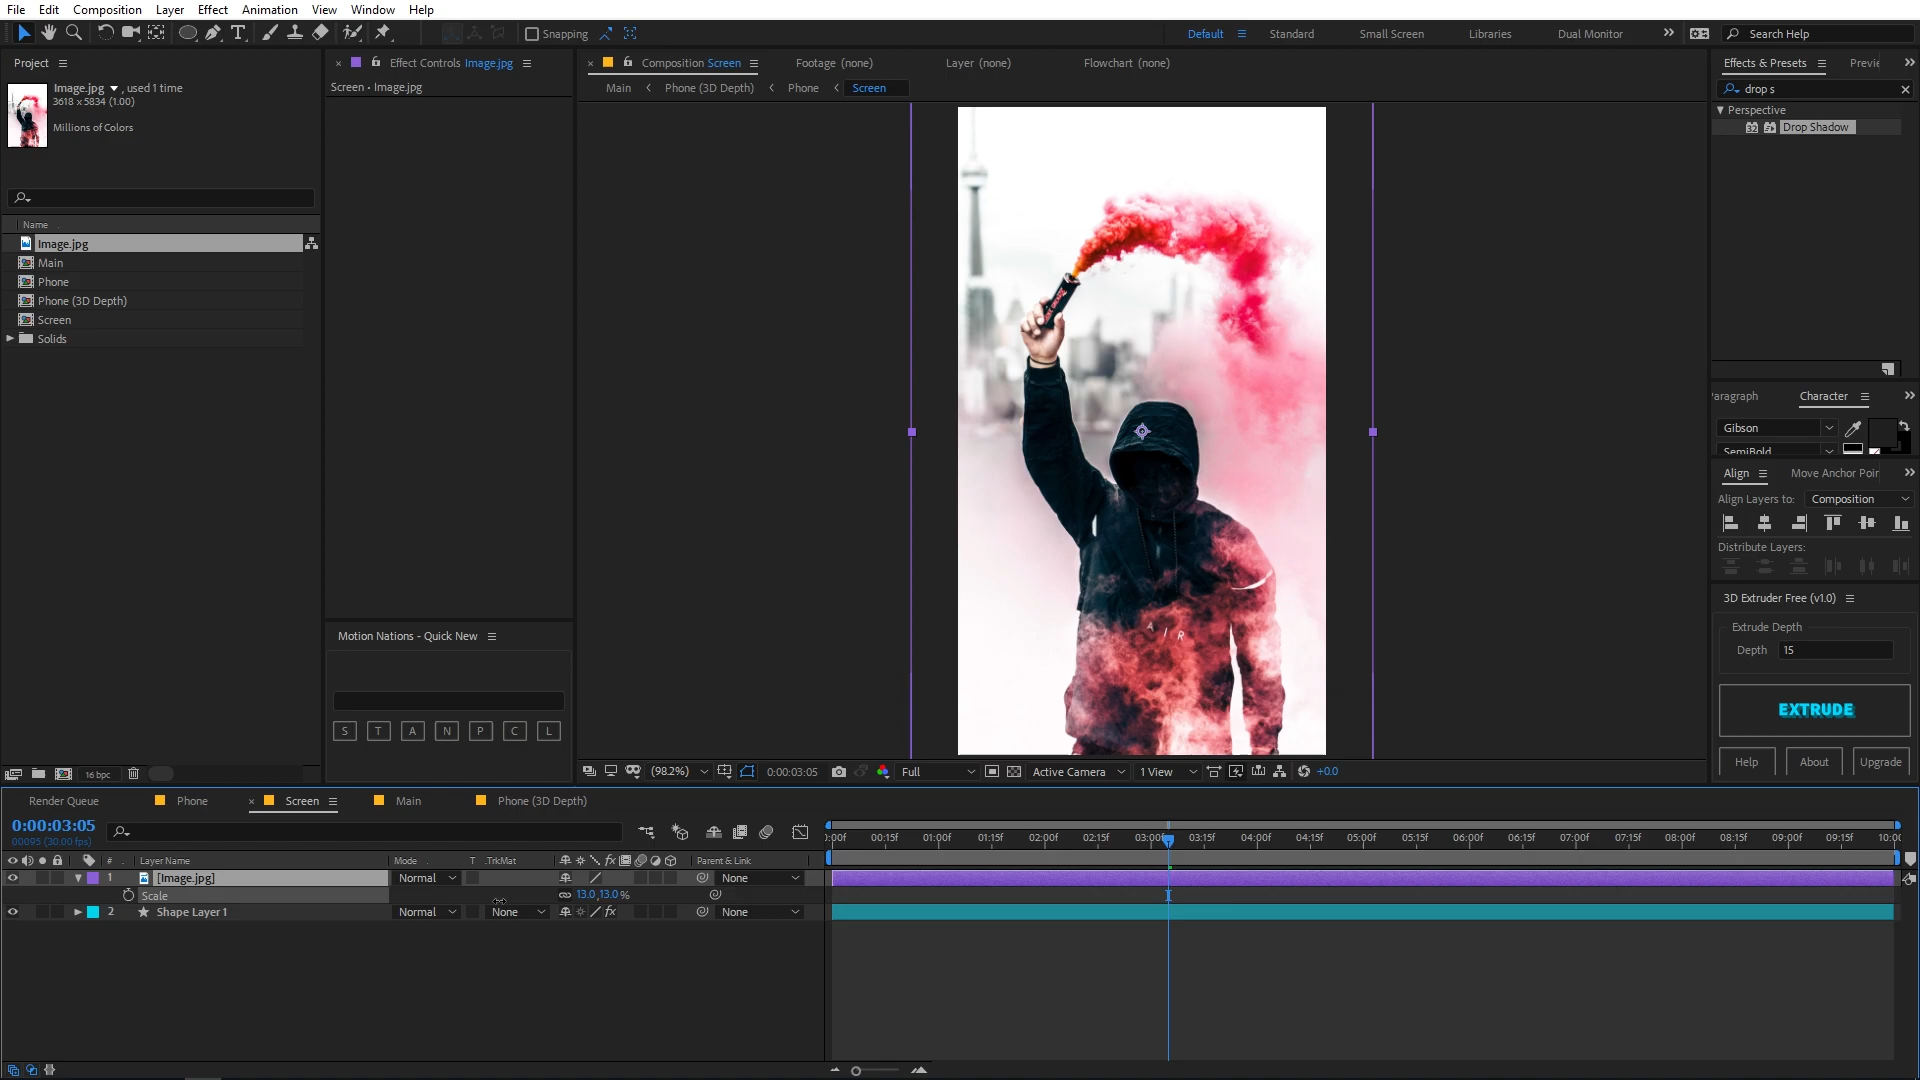 File Edit Composition Layer Effect Animation View Window Help
Snapping Default Standard Small Screen Libraries Dual Monitor Search Help
Project
Image.jpg , used 1 time
3618 x 5834 (1.00)
Millions of Colors
Name
Image.jpg
Main
Phone
Phone (3D Depth)
Screen
Solids
16 bpc
Effect Controls Image.jpg
Screen • Image.jpg
Motion Nations - Quick New
S T A N P C L
Composition Screen Footage (none) Layer (none) Flowchart (none)
Main Phone (3D Depth) Phone Screen
A I R
(98.2%) 0:00:03:05 Full Active Camera 1 View +0.0
Effects & Presets Previe
drop s
Perspective
32 Drop Shadow
aragraph Character
Gibson
SemiBold
Align Move Anchor Poir
Align Layers to: Composition
Distribute Layers:
3D Extruder Free (v1.0)
Extrude Depth
Depth 15
EXTRUDE
Help About Upgrade
Render Queue Phone Screen Main Phone (3D Depth)
0:00:03:05
00095 (30.00 fps)
):00f 00:15f 01:00f 01:15f 02:00f 02:15f 03:00f 03:15f 04:00f 04:15f 05:00f 05:15f 06:00f 06:15f 07:00f 07:15f 08:00f 08:15f 09:00f 09:15f 10:0
# Layer Name Mode T .TrkMat fx Parent & Link
1 [Image.jpg] Normal None
Scale 13.0,13.0 %
2 Shape Layer 1 Normal None fx None